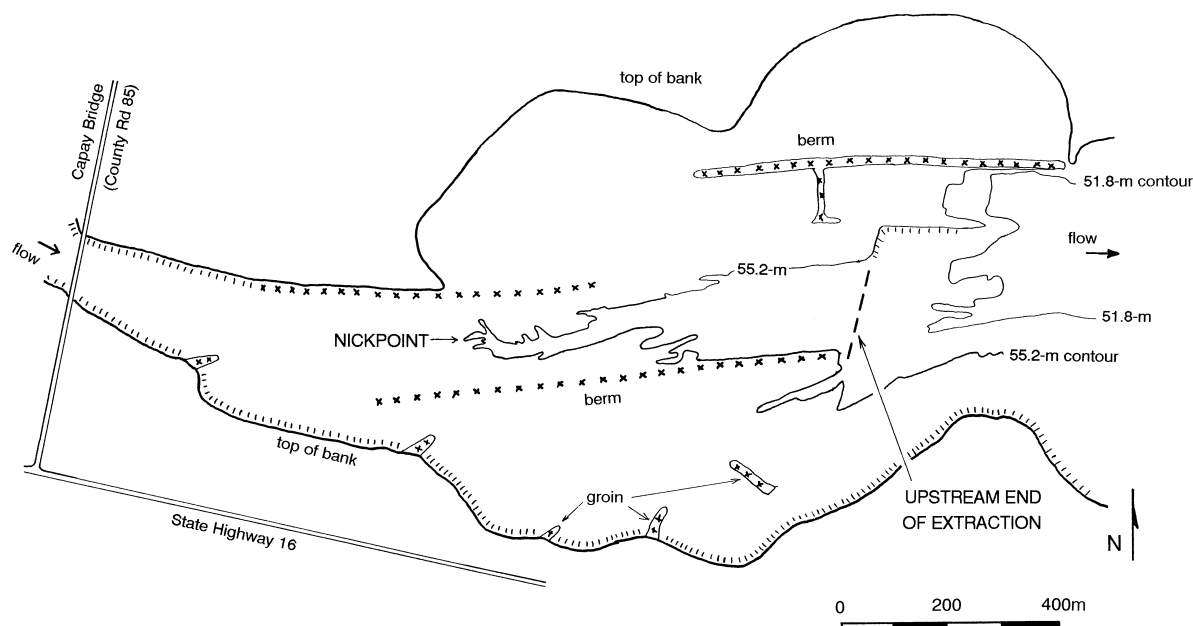 top of bank
Capay Bridge
(County Rd 85)
berm
51.8-m contour
flow
flow
55.2-m
NICKPOINT
51.8-m
55.2-m contour
berm
top of bank
groin
UPSTREAM END
OF EXTRACTION
State Highway 16
N
0 200 400m